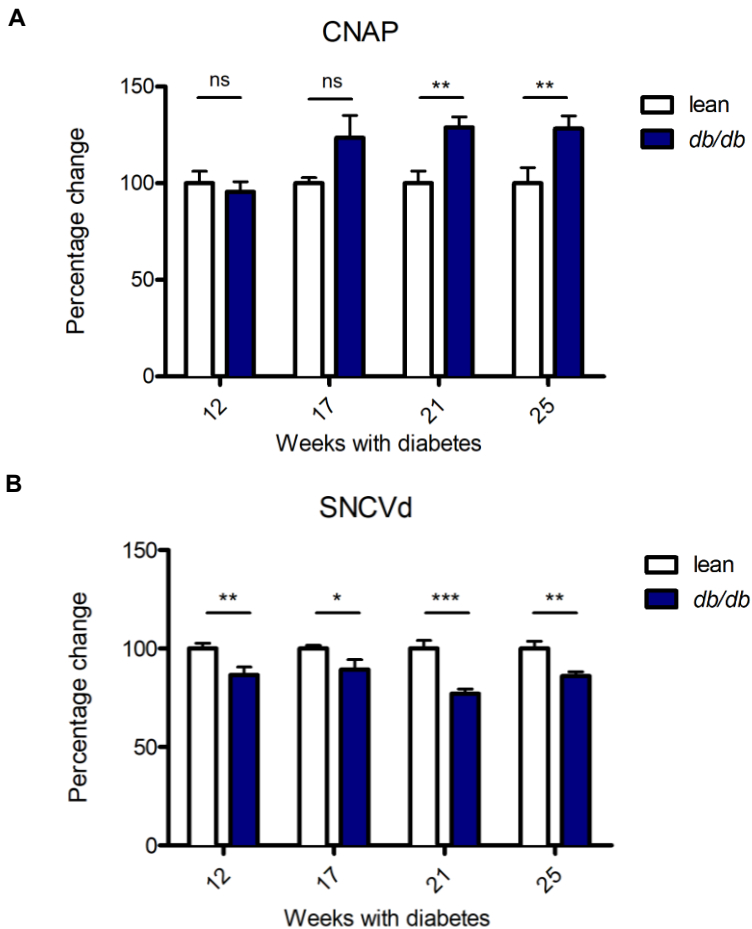 A
CNAP
ns
ns
**
**
150
100
50
0
Percentage change
12
17
21
25
Weeks with diabetes
lean
db/db
B
SNCVd
**
*
***
**
150
100
50
0
Percentage change
12
17
21
25
Weeks with diabetes
lean
db/db